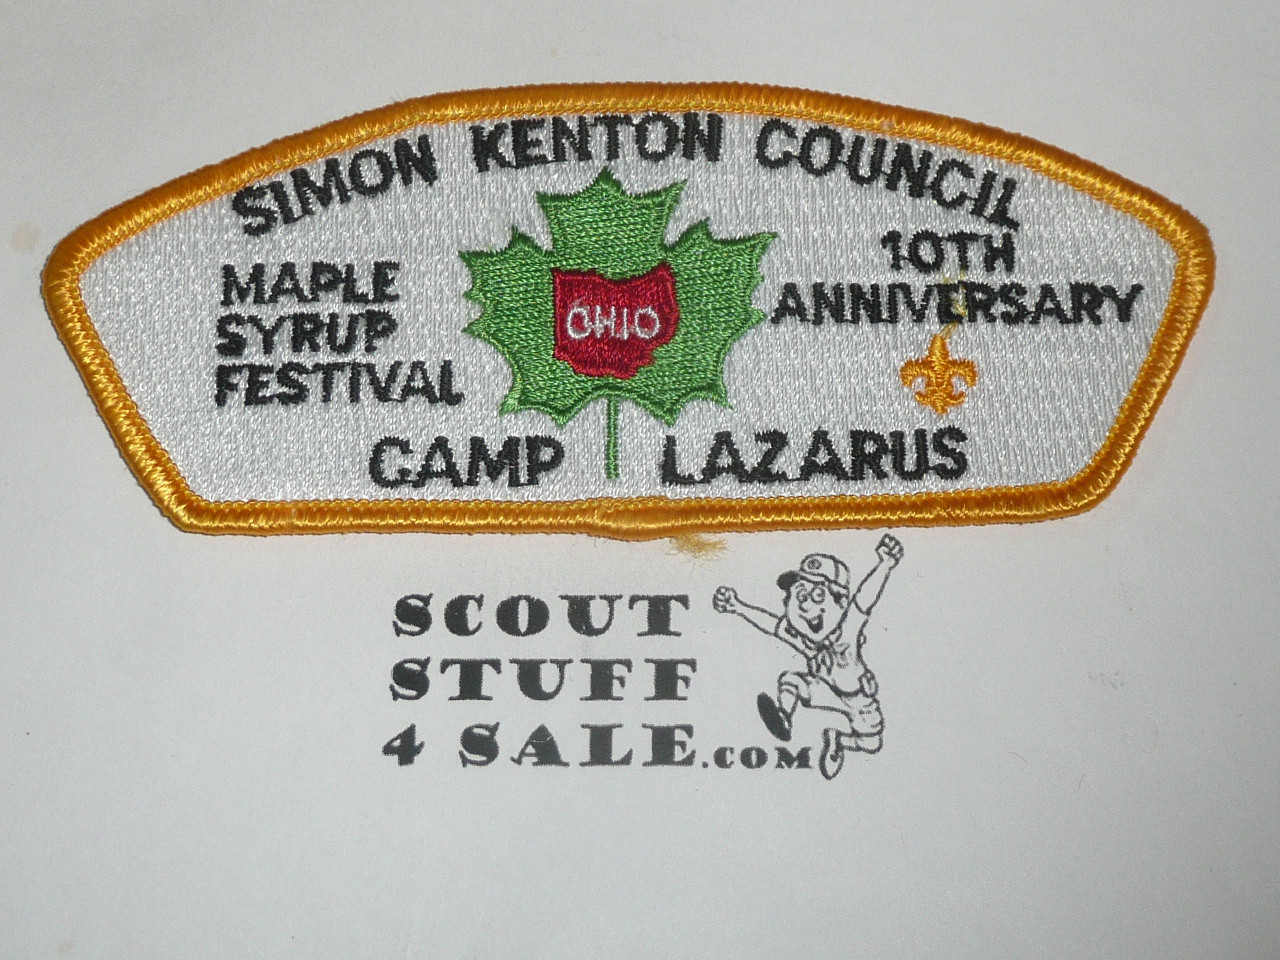 SIMON KENTON COUNCIL
MAPLE
SYRUP
FESTIVAL
OHIO
10TH
ANNIVERSARY
CAMP LAZARUS
SCOUT
STUFF
4 SALE.COM